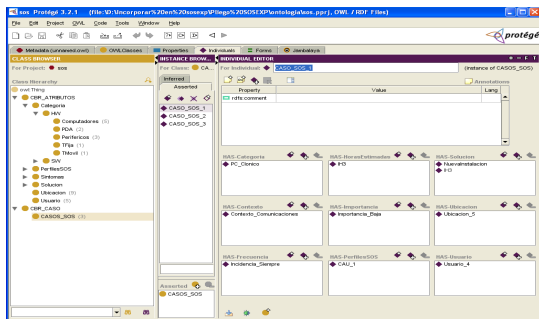 sos Protégé 3.2.1 (file:\D:\Uncorporar%20en%20sosexp\Pliego%20SOSEXP\ontologia\sos.pprj, OWL / RDF Files)
File Edit Project OWL Code Tools Window Help
protégé
Metadata (unnamed.owl) OWLClasses Properties Individuals Forms Jambalaya
CLASS BROWSER
For Project: sos
Class Hierarchy
owl:Thing
CBR_ATRIBUTOS
Categoria
HW
Computadores (5)
PDA (2)
Perifericos (3)
TFija (1)
TMovil (1)
SW
PerfilesSOS
Sintomas
Solucion
Ubicacion (9)
Usuario (5)
CBR_CASO
CASOS_SOS (3)
INSTANCE BROW...
For Class: CA...
Inferred
Asserted
CASO_SOS_1
CASO_SOS_2
CASO_SOS_3
Asserted
CASOS_SOS
INDIVIDUAL EDITOR
For Individual: CASO_SOS_1 (instance of CASOS_SOS)
Annotations
Property Value Lang
rdfs:comment
HAS-Categoria HAS-HorasEstimadas HAS-Solucion
PC_Clonico IH3 NuevaInstalacion
IH3
HAS-Contexto HAS-Importancia HAS-Ubicacion
Contexto_Comunicaciones Importancia_Baja Ubicacion_5
HAS-Frecuencia HAS-PerfilesSOS HAS-Usuario
Incidencia_Siempre CAU_1 Usuario_4